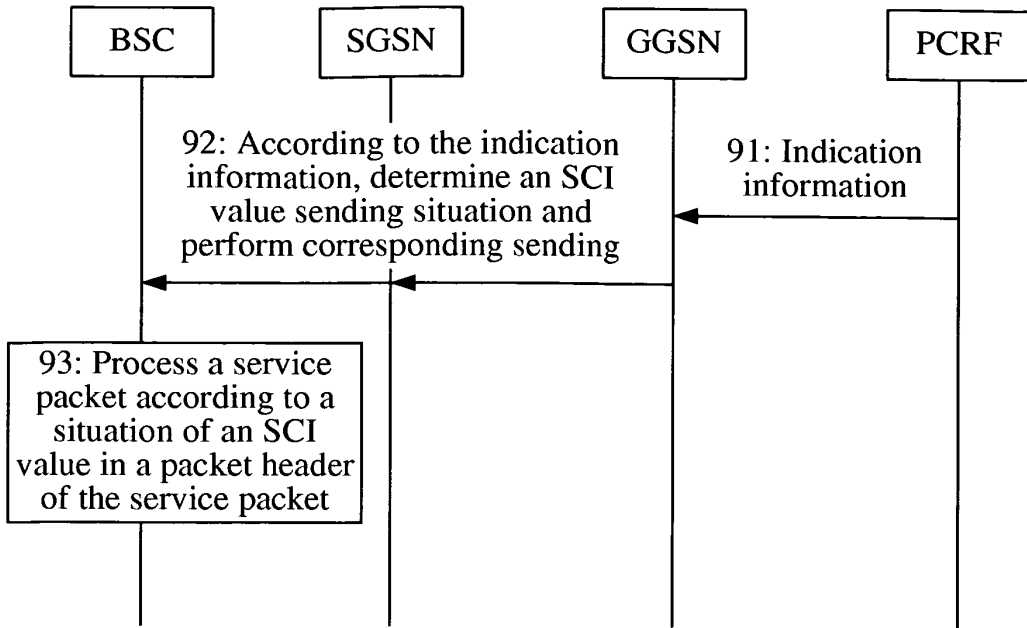 BSC
SGSN
GGSN
PCRF
92: According to the indication
information, determine an SCI
value sending situation and
perform corresponding sending
91: Indication
information
93: Process a service
packet according to a
situation of an SCI
value in a packet header
of the service packet